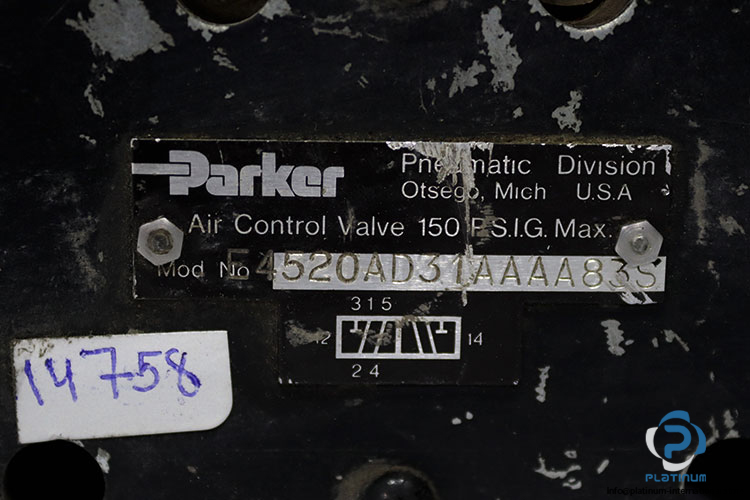 Parker
Pneumatic Division
Otsego, Mich U.S.A
Air Control Valve 150 P.S.I.G. Max.
Mod No E4520AD31AAAA83S
315
12 14
24
14758
PLATINUM